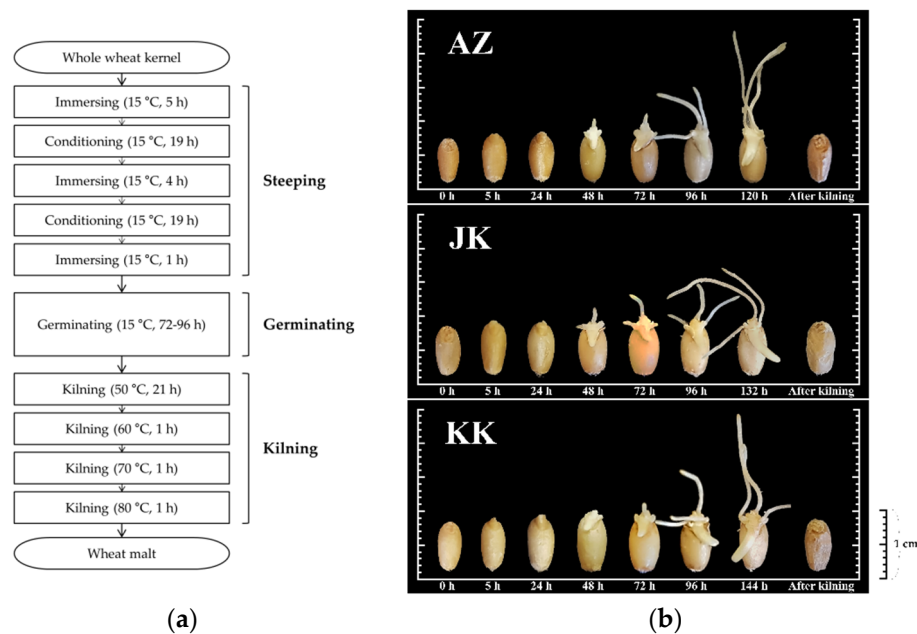 Whole wheat kernel
Immersing (15 °C, 5 h)
Conditioning (15 °C, 19 h)
Immersing (15 °C, 4 h)
Conditioning (15 °C, 19 h)
Immersing (15 °C, 1 h)
Steeping
Germinating (15 °C, 72-96 h)
Germinating
Kilning (50 °C, 21 h)
Kilning (60 °C, 1 h)
Kilning (70 °C, 1 h)
Kilning (80 °C, 1 h)
Kilning
Wheat malt
(a)
AZ
0 h 5 h 24 h 48 h 72 h 96 h 120 h After kilning
JK
0 h 5 h 24 h 48 h 72 h 96 h 132 h After kilning
KK
0 h 5 h 24 h 48 h 72 h 96 h 144 h After kilning
1 cm
(b)